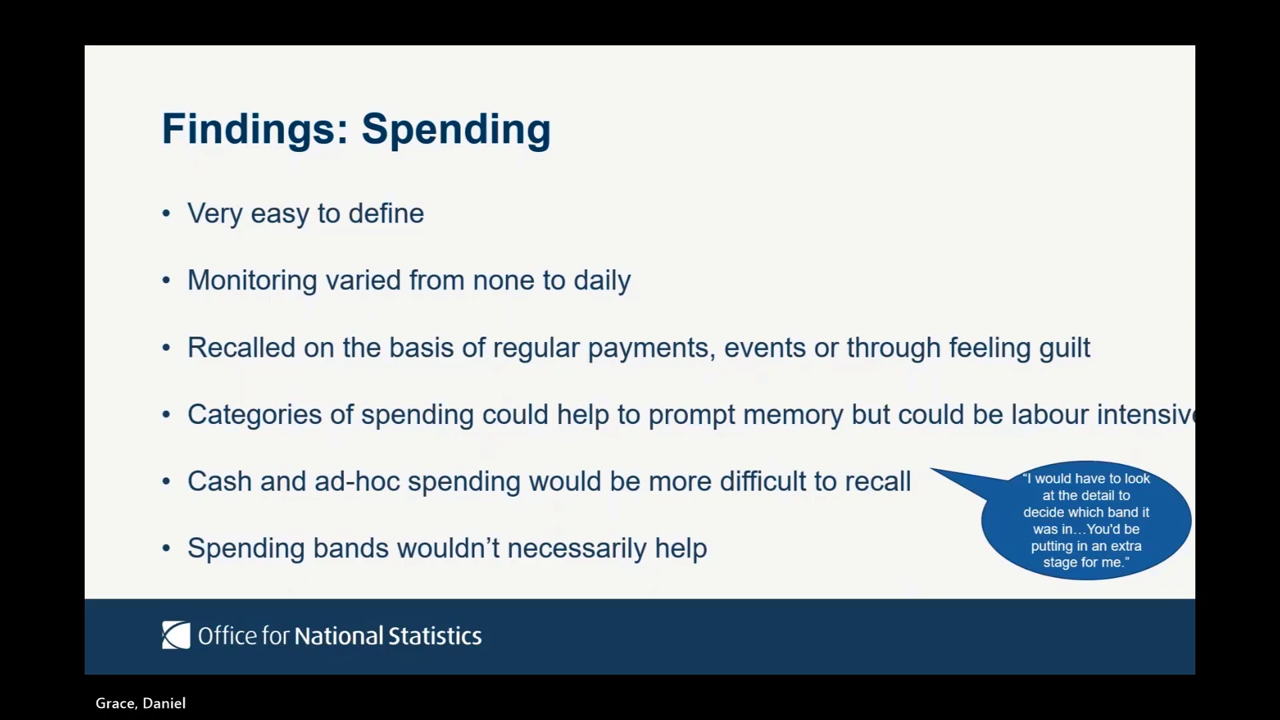 Findings: Spending
• Very easy to define
• Monitoring varied from none to daily
• Recalled on the basis of regular payments, events or through feeling guilt
• Categories of spending could help to prompt memory but could be labour intensive
• Cash and ad-hoc spending would be more difficult to recall
• Spending bands wouldn’t necessarily help
“I would have to look
at the detail to
decide which band it
was in…You'd be
putting in an extra
stage for me.”
Office for National Statistics
Grace, Daniel